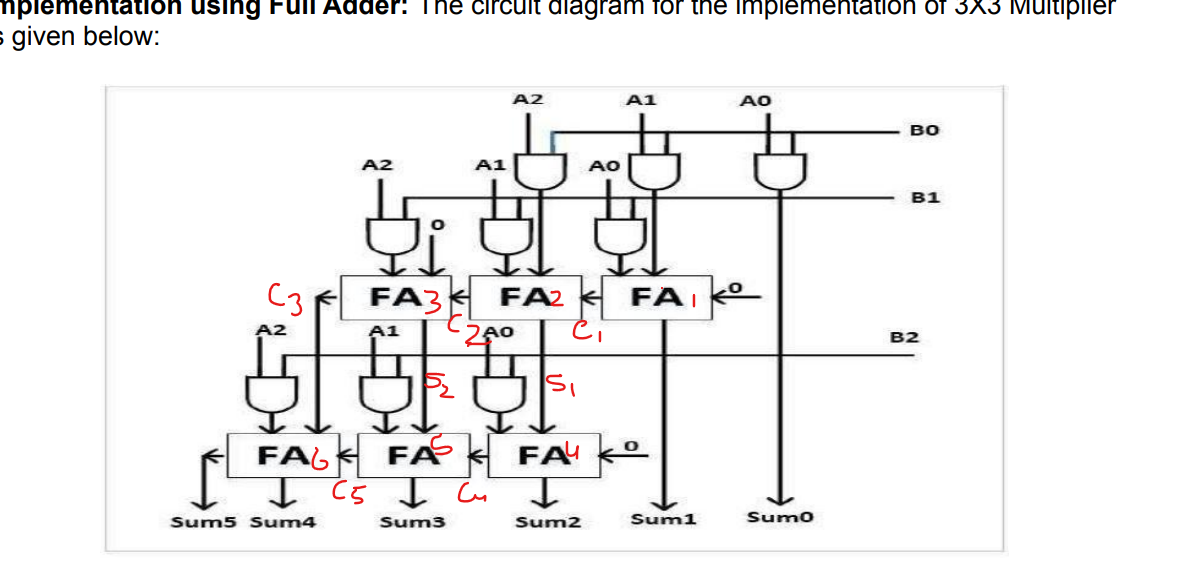 mplementation using Full Adder: The circuit diagram for the implementation of 3X3 Multiplier
s given below:
A2 A1 A0
B0
A2 A1 A0
B1
0
C3 FA3 FA2 FA1 0
C2 C1
A2 A1 A0 B2
S2 S1
FA6 FA5 FA4 0
C5 C4
Sum5 Sum4 Sum3 Sum2 Sum1 Sum0